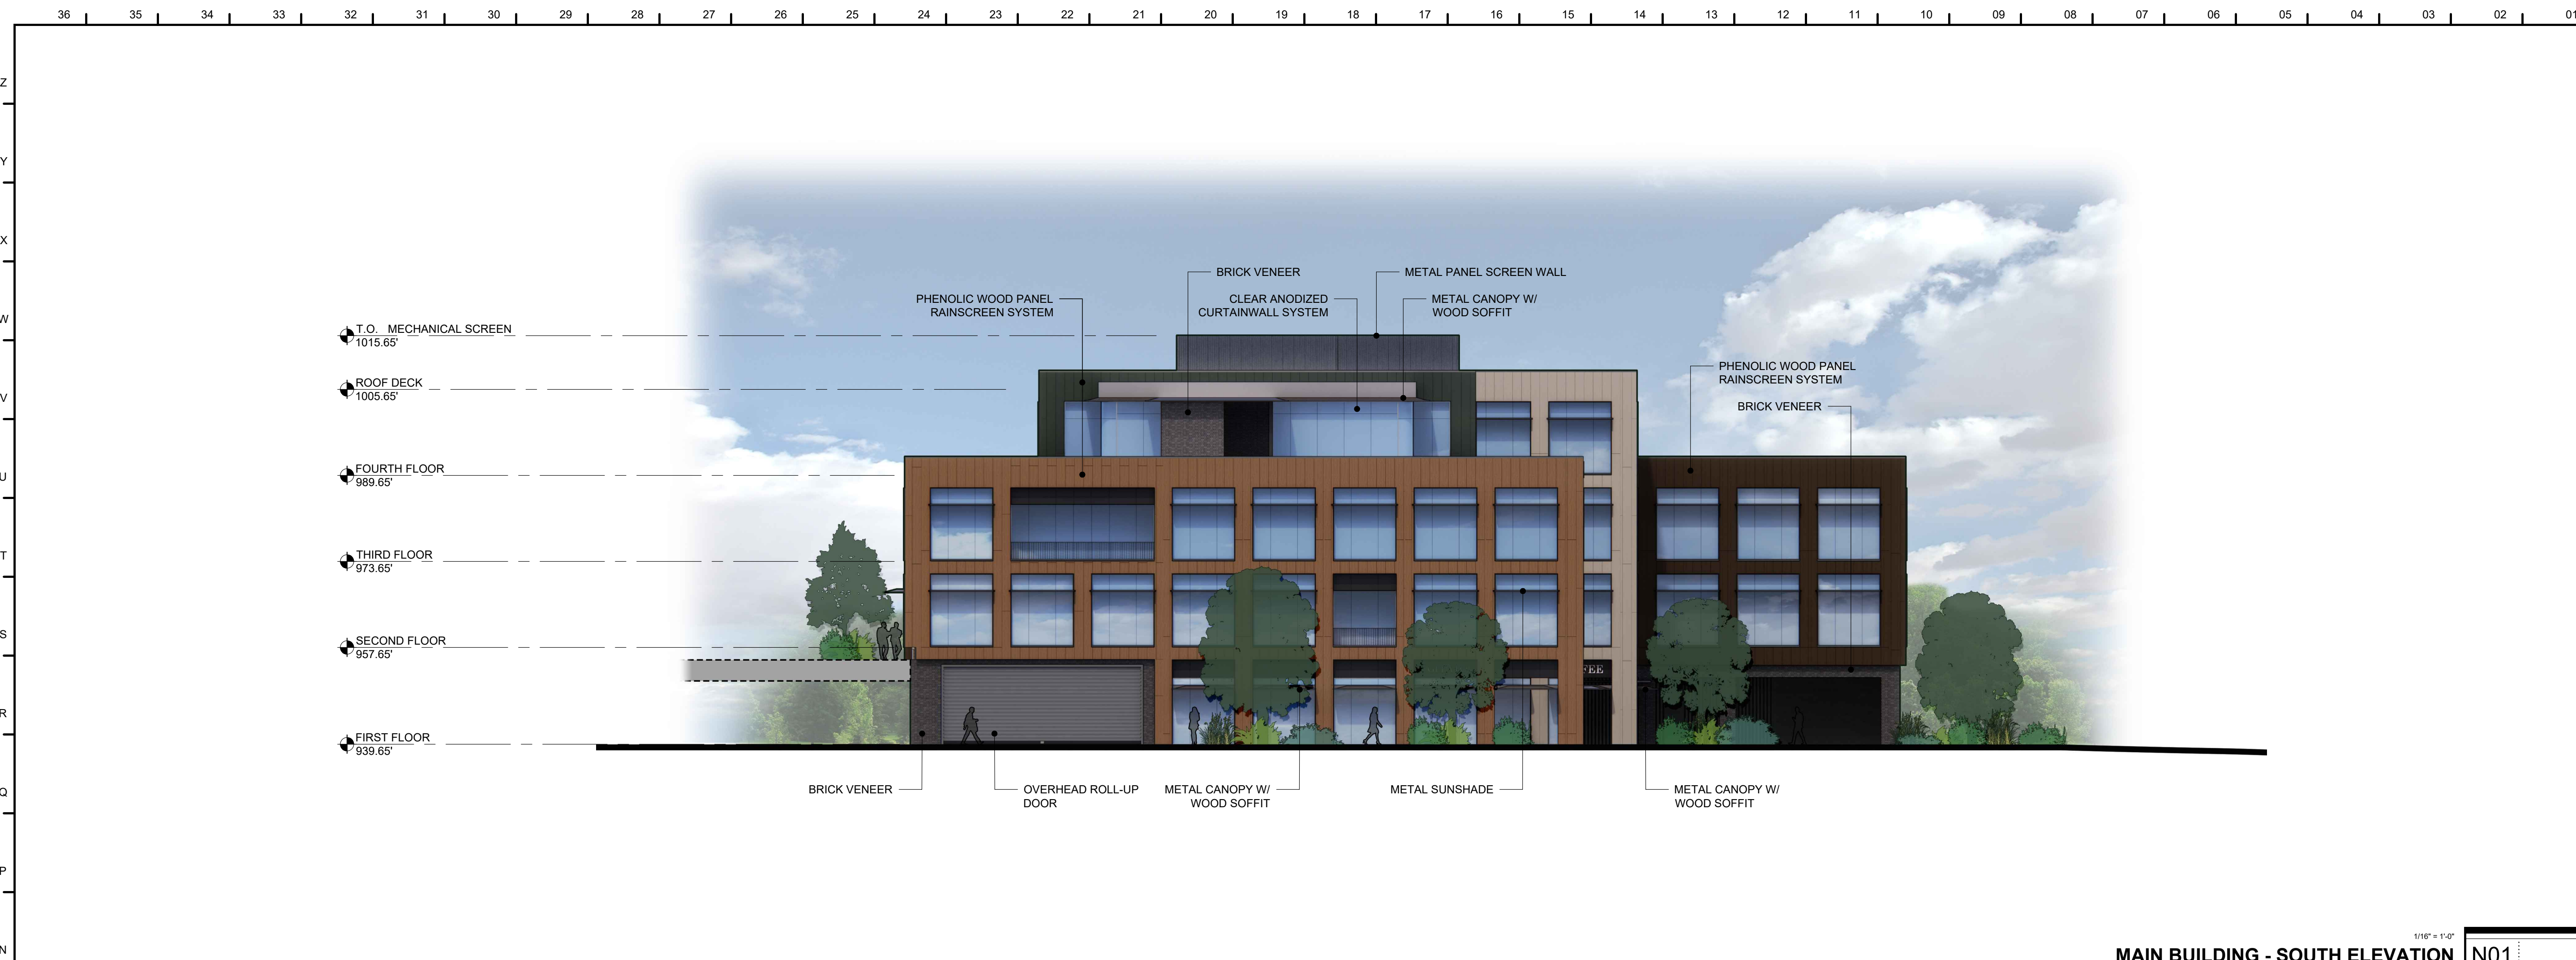 36 35 34 33 32 31 30 29 28 27 26 25 24 23 22 21 20 19 18 17 16 15 14 13 12 11 10 09 08 07 06 05 04 03 02 01
Z
Y
X
W
V
U
T
S
R
Q
P
N
BRICK VENEER
METAL PANEL SCREEN WALL
PHENOLIC WOOD PANEL
RAINSCREEN SYSTEM
CLEAR ANODIZED
CURTAINWALL SYSTEM
METAL CANOPY W/
WOOD SOFFIT
T.O. MECHANICAL SCREEN
1015.65'
PHENOLIC WOOD PANEL
RAINSCREEN SYSTEM
ROOF DECK
1005.65'
BRICK VENEER
FOURTH FLOOR
989.65'
THIRD FLOOR
973.65'
SECOND FLOOR
957.65'
FEE
FIRST FLOOR
939.65'
BRICK VENEER
OVERHEAD ROLL-UP
DOOR
METAL CANOPY W/
WOOD SOFFIT
METAL SUNSHADE
METAL CANOPY W/
WOOD SOFFIT
1/16" = 1'-0"
MAIN BUILDING - SOUTH ELEVATION
N01